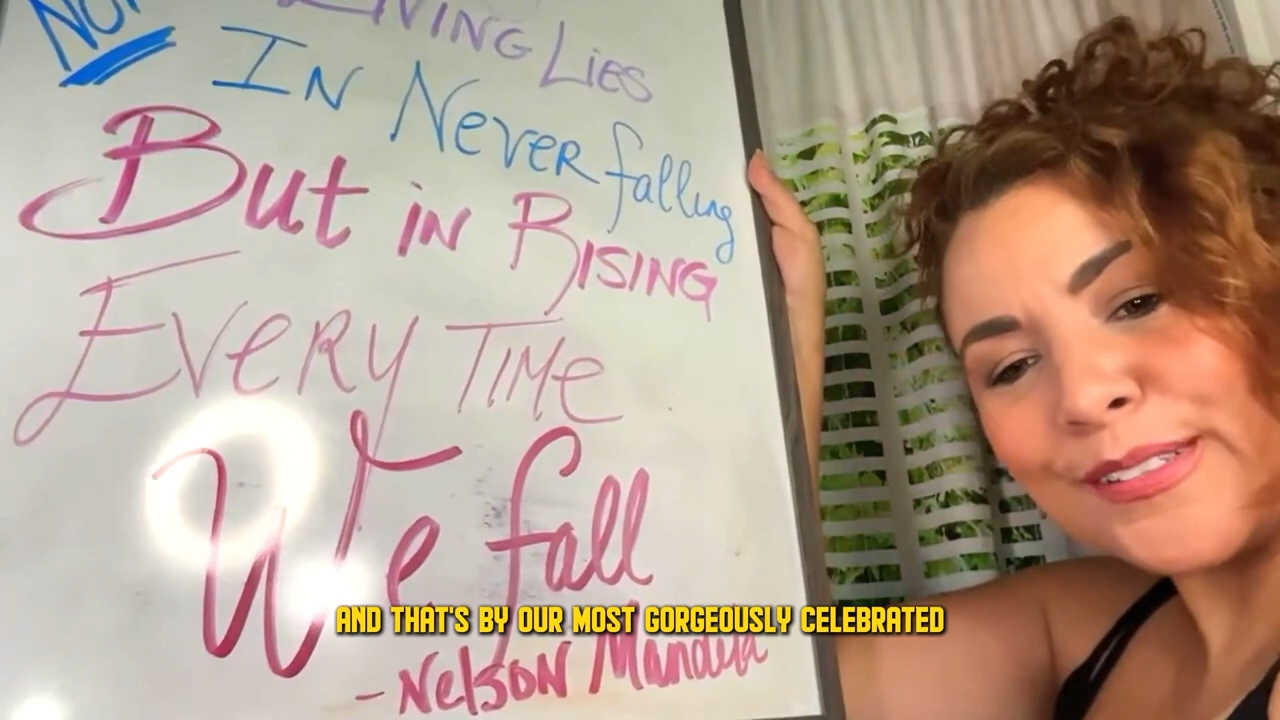 NOT LIVING LIES
IN NEVER falling
But in RISING
EVERY TIME
We fall
AND THAT'S BY OUR MOST GORGEOUSLY CELEBRATED
-NelSON Mandela